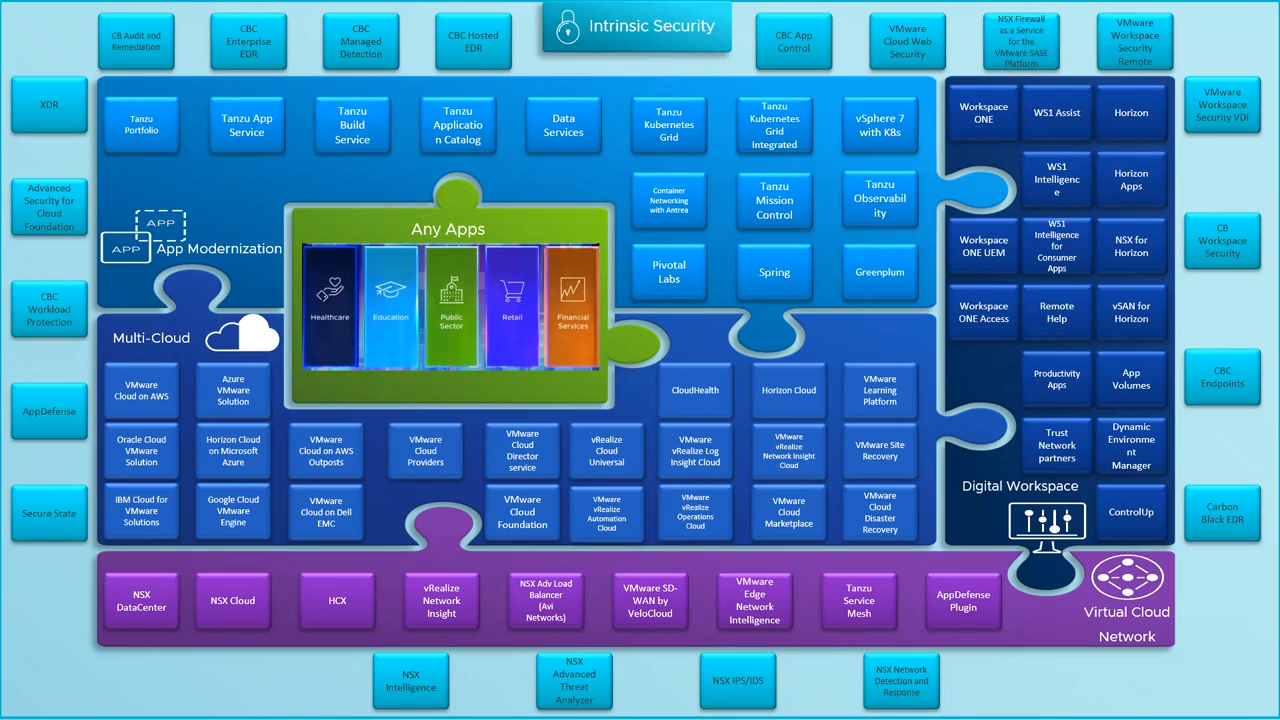 Intrinsic Security
CB Audit and
Remediation
CBC
Enterprise
EDR
CBC
Managed
Detection
CBC Hosted
EDR
CBC App
Control
VMware
Cloud Web
Security
NSX Firewall
as a Service
for the
VMware SASE
Platform
VMware
Workspace
Security
Remote
XDR
Advanced
Security for
Cloud
Foundation
CBC
Workload
Protection
AppDefense
Secure State
Tanzu
Portfolio
Tanzu App
Service
Tanzu
Build
Service
Tanzu
Applicatio
n Catalog
Data
Services
Tanzu
Kubernetes
Grid
Tanzu
Kubernetes
Grid
Integrated
vSphere 7
with K8s
Container
Networking
with Antrea
Tanzu
Mission
Control
Tanzu
Observabil
ity
Pivotal
Labs
Spring
Greenplum
APP
APP
App Modernization
Any Apps
Healthcare
Education
Public
Sector
Retail
Financial
Services
Multi-Cloud
VMware
Cloud on AWS
Azure
VMware
Solution
CloudHealth
Horizon Cloud
VMware
Learning
Platform
Oracle Cloud
VMware
Solution
Horizon Cloud
on Microsoft
Azure
VMware
Cloud on AWS
Outposts
VMware
Cloud
Providers
VMware
Cloud
Director
service
vRealize
Cloud
Universal
VMware
vRealize Log
Insight Cloud
VMware
vRealize
Network Insight
Cloud
VMware Site
Recovery
IBM Cloud for
VMware
Solutions
Google Cloud
VMware
Engine
VMware
Cloud on Dell
EMC
VMware
Cloud
Foundation
VMware
vRealize
Automation
Cloud
VMware
vRealize
Operations
Cloud
VMware
Cloud
Marketplace
VMware
Cloud
Disaster
Recovery
Workspace
ONE
WS1 Assist
Horizon
WS1
Intelligenc
e
Horizon
Apps
Workspace
ONE UEM
WS1
Intelligence
for
Consumer
Apps
NSX for
Horizon
Workspace
ONE Access
Remote
Help
vSAN for
Horizon
Productivity
Apps
App
Volumes
Trust
Network
partners
Dynamic
Environme
nt
Manager
Digital Workspace
ControlUp
VMware
Workspace
Security VDI
CB
Workspace
Security
CBC
Endpoints
Carbon
Black EDR
NSX
DataCenter
NSX Cloud
HCX
vRealize
Network
Insight
NSX Adv Load
Balancer
(Avi
Networks)
VMware SD-
WAN by
VeloCloud
VMware
Edge
Network
Intelligence
Tanzu
Service
Mesh
AppDefense
Plugin
Virtual Cloud
Network
NSX
Intelligence
NSX
Advanced
Threat
Analyzer
NSX IPS/IDS
NSX Network
Detection and
Response